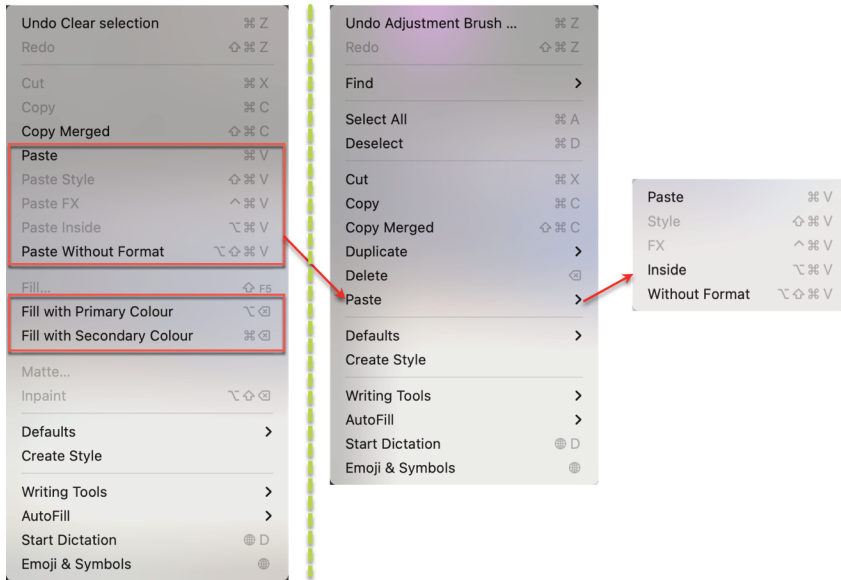 Undo Clear selection ⌘ Z
Redo ⇧ ⌘ Z
Cut ⌘ X
Copy ⌘ C
Copy Merged ⇧ ⌘ C
Paste ⌘ V
Paste Style ⇧ ⌘ V
Paste FX ^ ⌘ V
Paste Inside ⌥ ⌘ V
Paste Without Format ⌥ ⇧ ⌘ V
Fill... ⇧ F5
Fill with Primary Colour ⌥ ⌫
Fill with Secondary Colour ⌘ ⌫
Matte...
Inpaint ⌥ ⇧ ⌫
Defaults
Create Style
Writing Tools
AutoFill
Start Dictation 🌐 D
Emoji & Symbols 🌐
Undo Adjustment Brush ... ⌘ Z
Redo ⇧ ⌘ Z
Find
Select All ⌘ A
Deselect ⌘ D
Cut ⌘ X
Copy ⌘ C
Copy Merged ⇧ ⌘ C
Duplicate
Delete ⌫
Paste
Defaults
Create Style
Writing Tools
AutoFill
Start Dictation 🌐 D
Emoji & Symbols 🌐
Paste ⌘ V
Style ⇧ ⌘ V
FX ^ ⌘ V
Inside ⌥ ⌘ V
Without Format ⌥ ⇧ ⌘ V